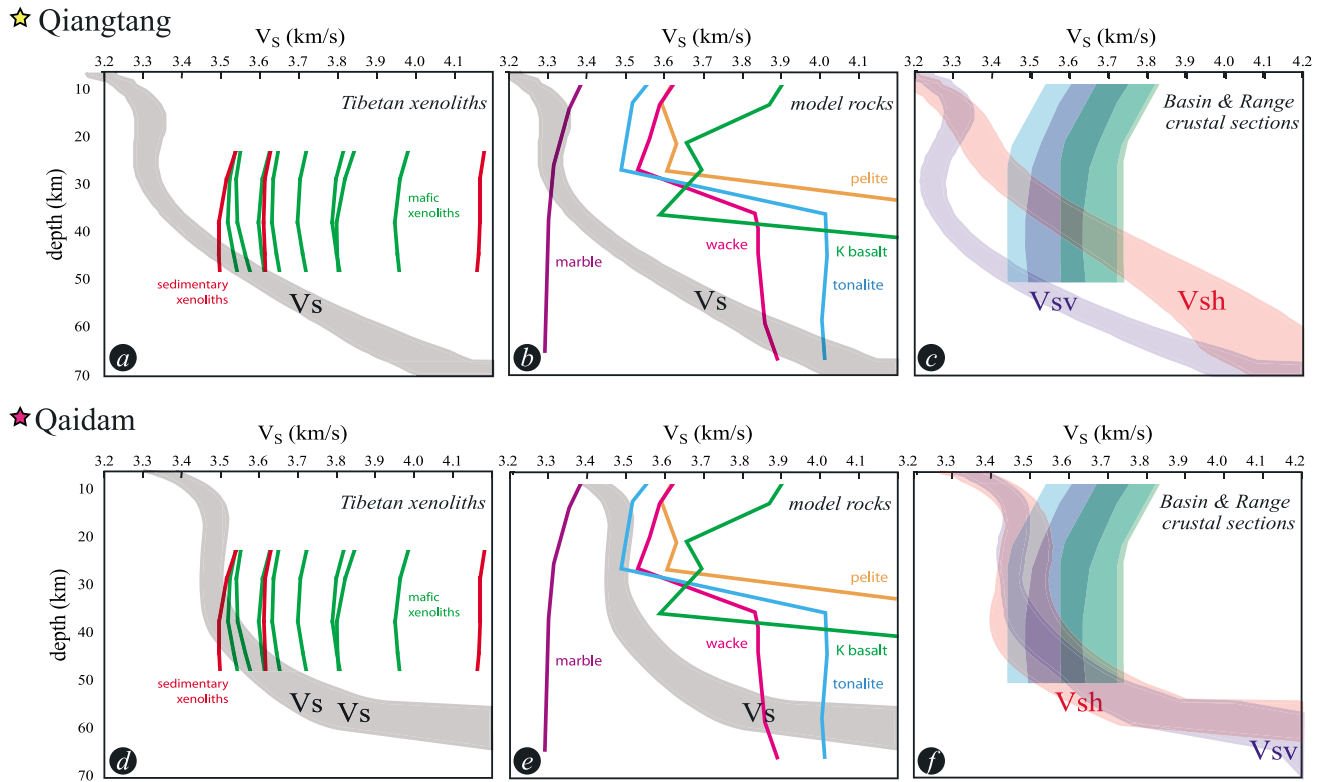 Qiangtang
V_S (km/s) V_S (km/s) V_S (km/s)
3.2 3.3 3.4 3.5 3.6 3.7 3.8 3.9 4.0 4.1 3.2 3.3 3.4 3.5 3.6 3.7 3.8 3.9 4.0 4.1 3.2 3.3 3.4 3.5 3.6 3.7 3.8 3.9 4.0 4.1 4.2
depth (km)
10
20
30
40
50
60
70
Tibetan xenoliths
mafic
xenoliths
sedimentary
xenoliths
Vs
a
model rocks
pelite
wacke
K basalt
marble
tonalite
Vs
b
Basin & Range
crustal sections
Vsv
Vsh
c
Qaidam
V_S (km/s) V_S (km/s) V_S (km/s)
3.2 3.3 3.4 3.5 3.6 3.7 3.8 3.9 4.0 4.1 3.2 3.3 3.4 3.5 3.6 3.7 3.8 3.9 4.0 4.1 3.2 3.3 3.4 3.5 3.6 3.7 3.8 3.9 4.0 4.1 4.2
depth (km)
10
20
30
40
50
60
70
Tibetan xenoliths
mafic
xenoliths
sedimentary
xenoliths
Vs
Vs
d
model rocks
pelite
wacke
K basalt
marble
tonalite
Vs
e
Basin & Range
crustal sections
Vsh
Vsv
f